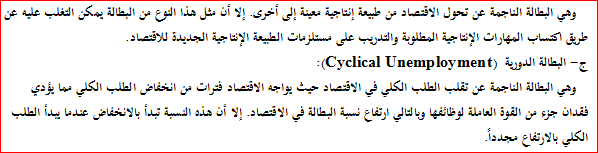 وهي البطالة الناجمة عن تحول الاقتصاد من طبيعة إنتاجية معينة إلى أخرى. إلا أن مثل هذا النوع من البطالة يمكن التغلب عليه عن
طريق اكتساب المهارات الإنتاجية المطلوبة والتدريب على مستلزمات الطبيعة الإنتاجية الجديدة للاقتصاد.
ج- البطالة الدورية (Cyclical Unemployment):
وهي البطالة الناجمة عن تقلب الطلب الكلي في الاقتصاد حيث يواجه الاقتصاد فترات من انخفاض الطلب الكلي مما يؤدي
فقدان جزء من القوة العاملة لوظائفها وبالتالي ارتفاع نسبة البطالة في الاقتصاد. إلا أن هذه النسبة تبدأ بالانخفاض عندما يبدأ الطلب
الكلي بالارتفاع مجدداً.